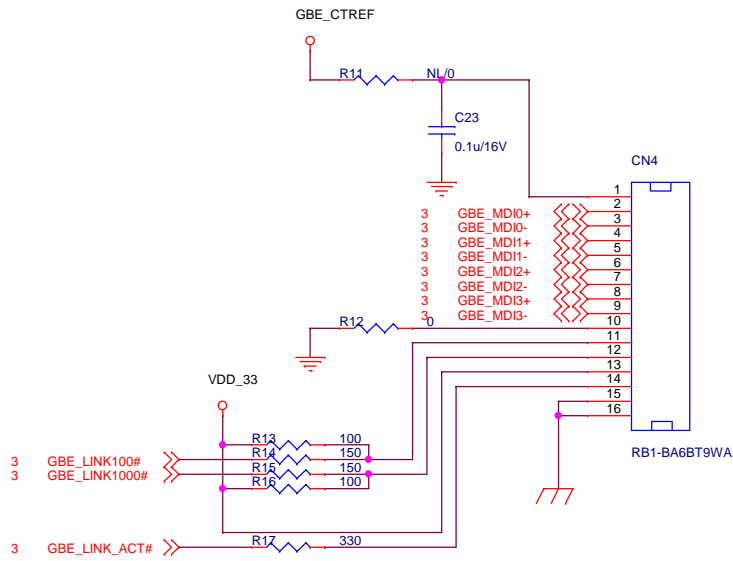 GBE_CTREF
R11 NL/0
C23
0.1u/16V
CN4
1
3 GBE_MDI0+ 2
3 GBE_MDI0- 3
3 GBE_MDI1+ 4
3 GBE_MDI1- 5
3 GBE_MDI2+ 6
3 GBE_MDI2- 7
3 GBE_MDI3+ 8
3 GBE_MDI3- 9
R12 0 10
11
12
13
14
15
16
VDD_33
RB1-BA6BT9WA
R13 100
3 GBE_LINK100# R14 150
3 GBE_LINK1000# R15 150
R16 100
3 GBE_LINK_ACT# R17 330